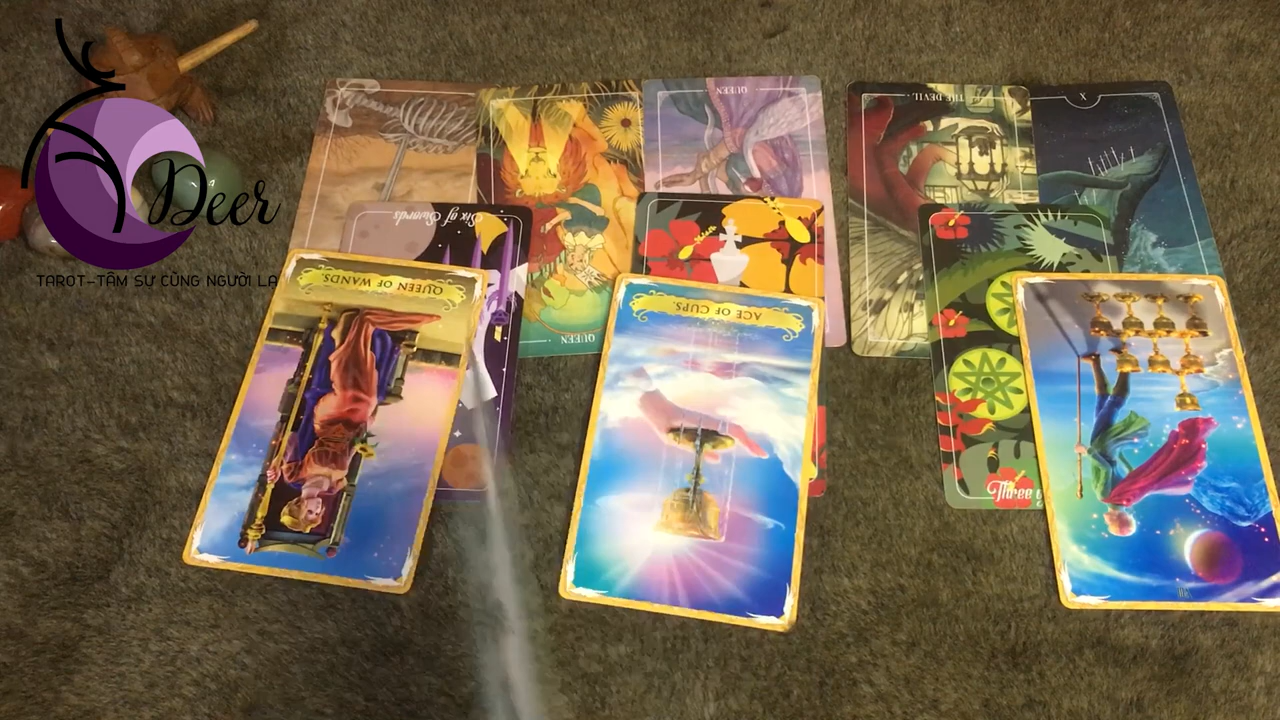 Deer
TAROT-TÂM SỰ CÙNG NGƯỜI LẠ
QUEEN
THE DEVIL
X
Six of Swords
QUEEN OF WANDS.
ACE OF CUPS.
QUEEN
Three